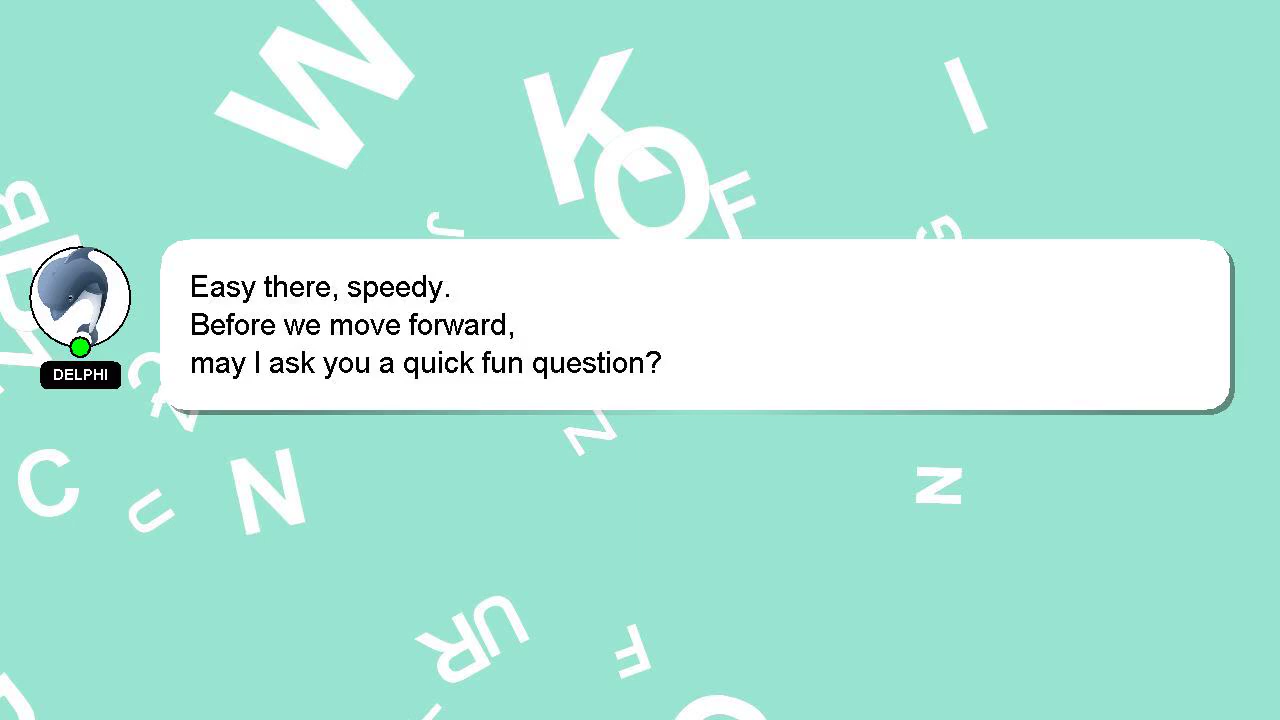 W
K
O
I
F
J
G
B
D
Easy there, speedy.
Before we move forward,
may I ask you a quick fun question?
DELPHI
C
Z
N
C
N
U
Z
U
R
F